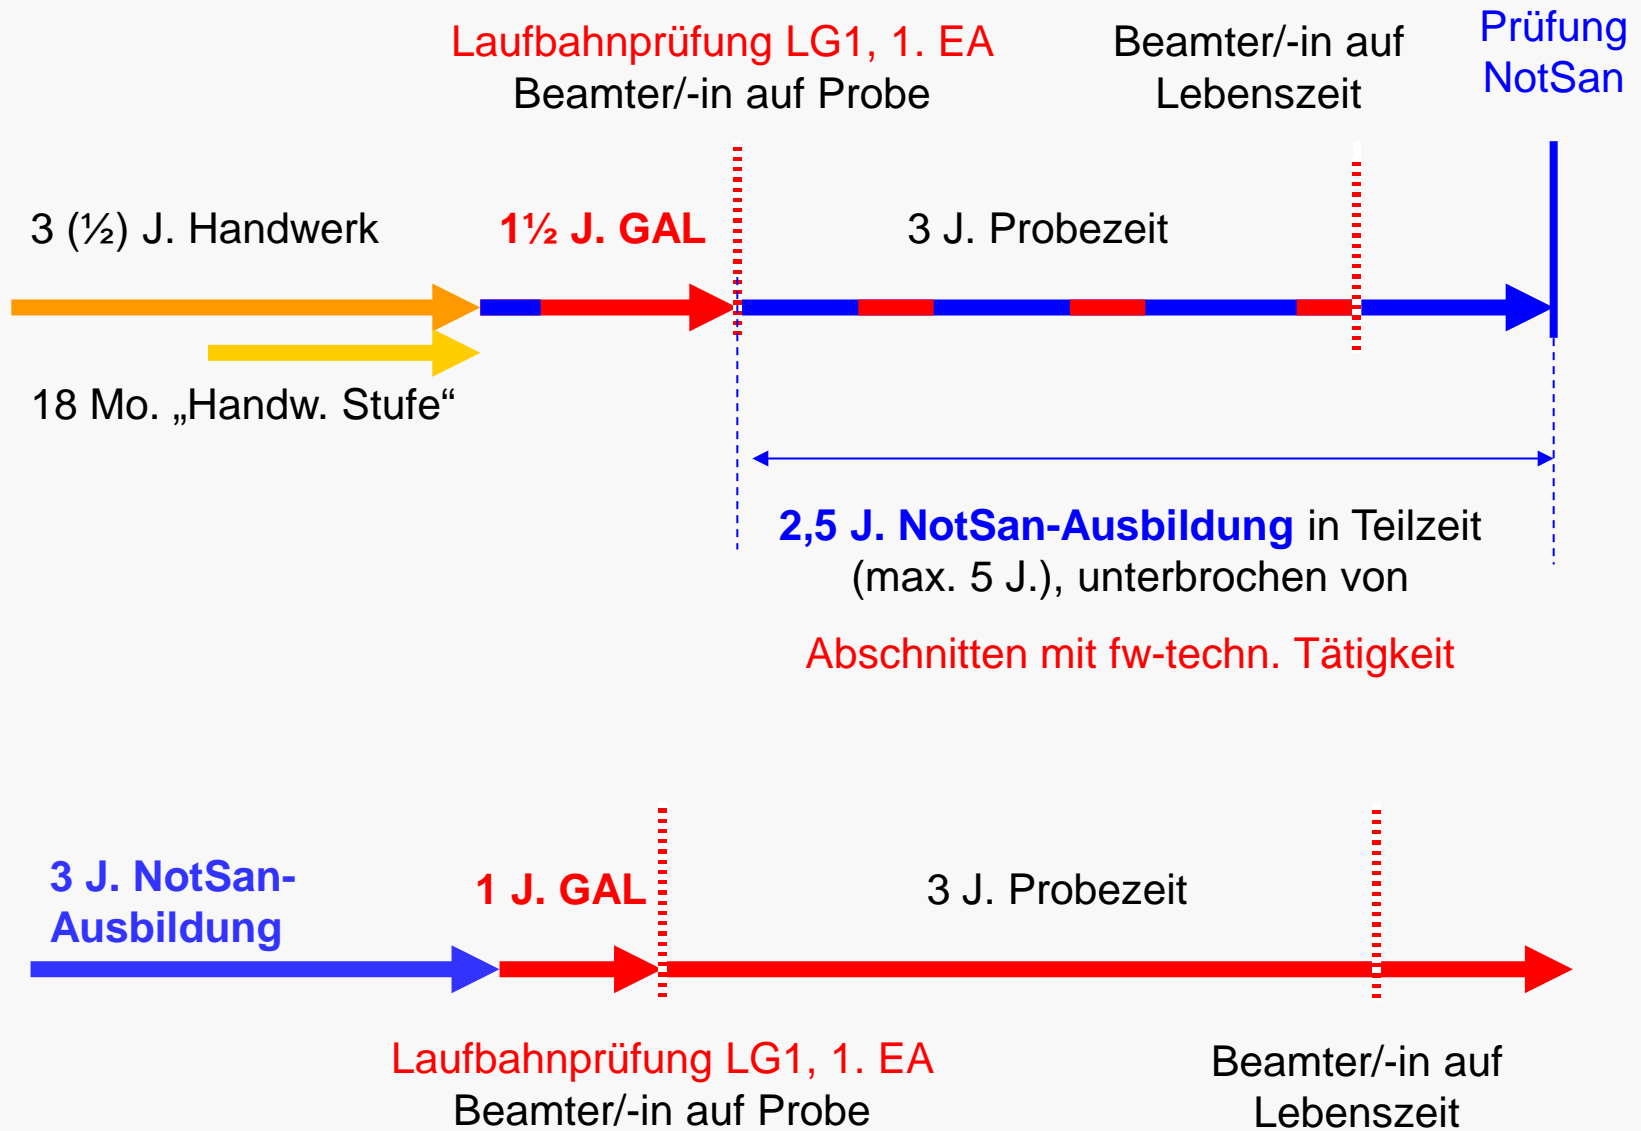 Laufbahnprüfung LG1, 1. EA
Beamter/-in auf Probe
Beamter/-in auf
Lebenszeit
Prüfung
NotSan
3 (½) J. Handwerk
1½ J. GAL
3 J. Probezeit
18 Mo. „Handw. Stufe“
2,5 J. NotSan-Ausbildung in Teilzeit
(max. 5 J.), unterbrochen von
Abschnitten mit fw-techn. Tätigkeit
3 J. NotSan-
Ausbildung
1 J. GAL
3 J. Probezeit
Laufbahnprüfung LG1, 1. EA
Beamter/-in auf Probe
Beamter/-in auf
Lebenszeit